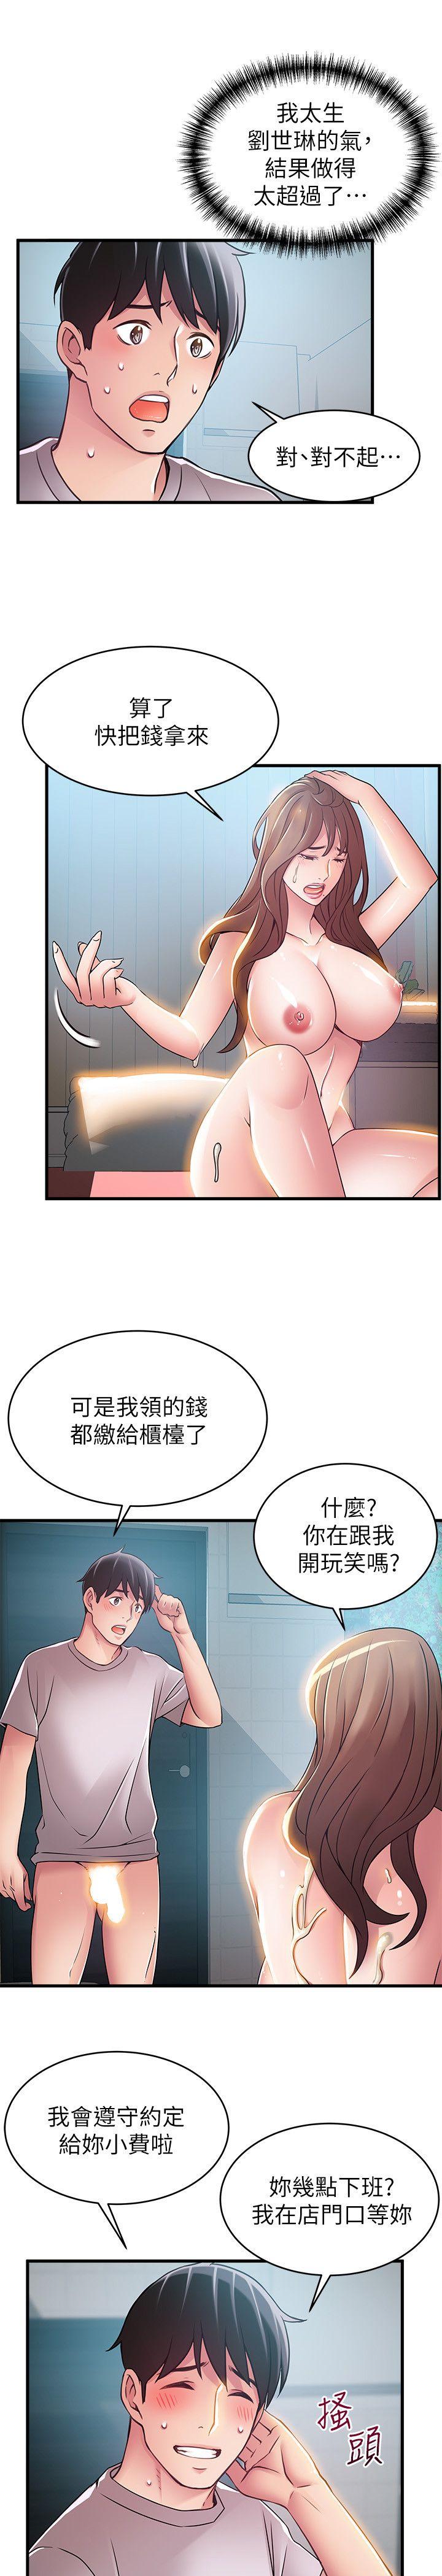 我太生
劉世琳的氣,
結果做得
太超過了⋯
對、對不起⋯
算了
快把錢拿來
可是我領的錢
都繳給櫃檯了
什麼?
你在跟我
開玩笑嗎?
我會遵守約定
給妳小費啦
妳幾點下班?
我在店門口等妳
搔
頭